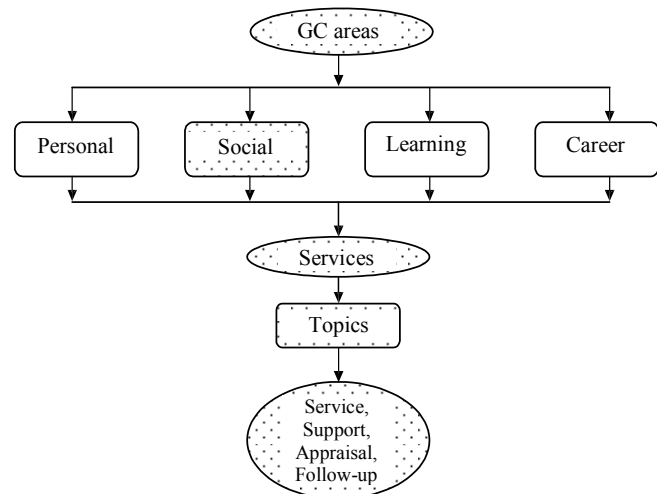 GC areas
Personal
Social
Learning
Career
Services
Topics
Service,
Support,
Appraisal,
Follow-up